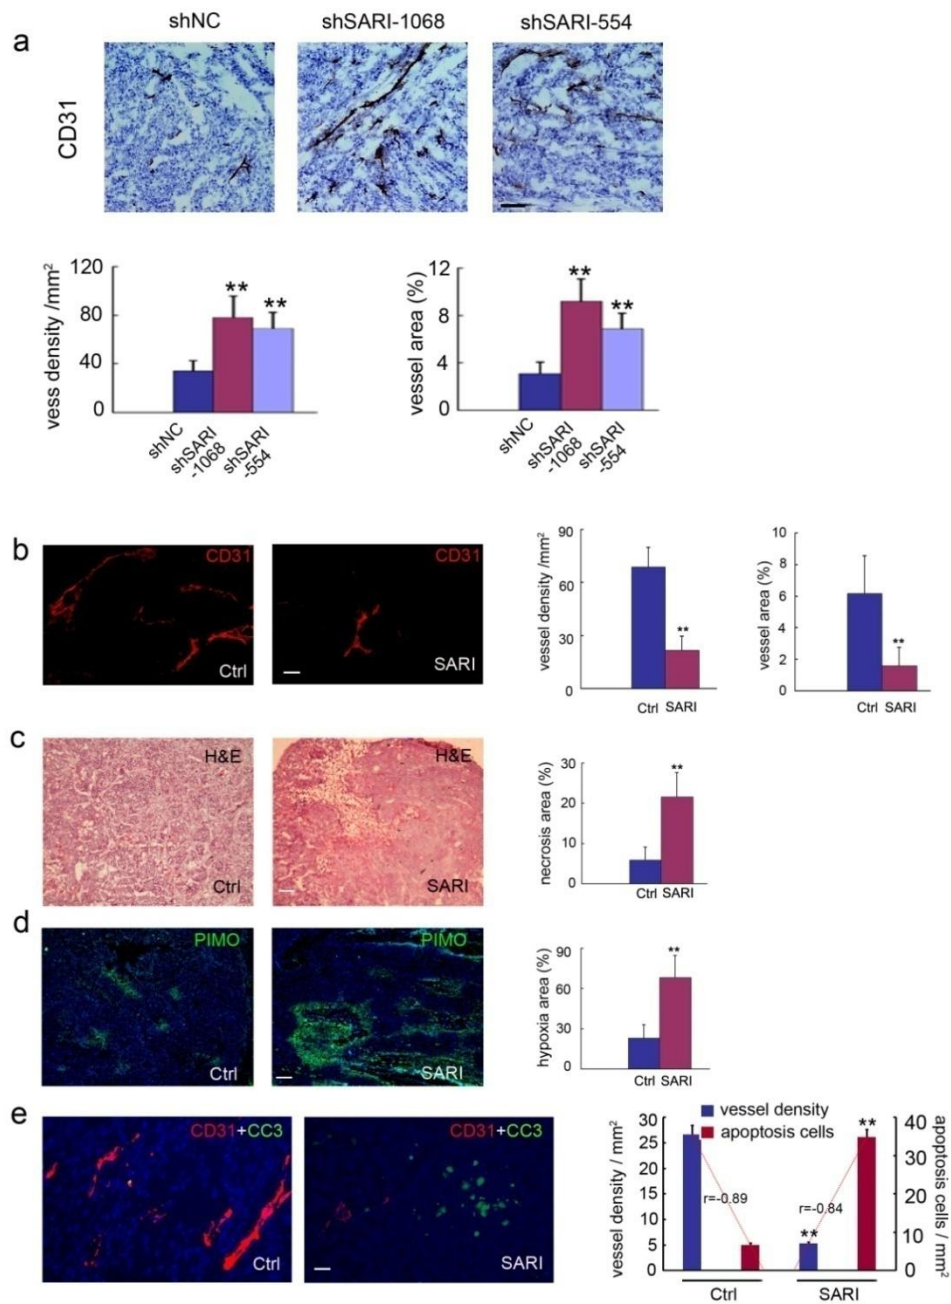 a
shNC
shSARI-1068
shSARI-554
CD31
vess density /mm²
120
80
40
0
**
**
shNC
shSARI
-1068
shSARI
-554
vessel area (%)
12
8
4
0
**
**
shNC
shSARI
-1068
shSARI
-554
b
CD31
Ctrl
CD31
SARI
vessel density /mm²
90
60
30
0
**
Ctrl SARI
vessel area (%)
8
6
4
2
0
**
Ctrl SARI
c
H&E
Ctrl
H&E
SARI
necrosis area (%)
30
20
10
0
**
Ctrl SARI
d
PIMO
Ctrl
PIMO
SARI
hypoxia area (%)
90
60
30
0
**
Ctrl SARI
e
CD31+CC3
Ctrl
CD31+CC3
SARI
vessel density / mm²
30
25
20
15
10
5
0
vessel density
apoptosis cells
r=-0.89
r=-0.84
**
**
40
30
20
10
0
apoptosis cells / mm²
Ctrl
SARI